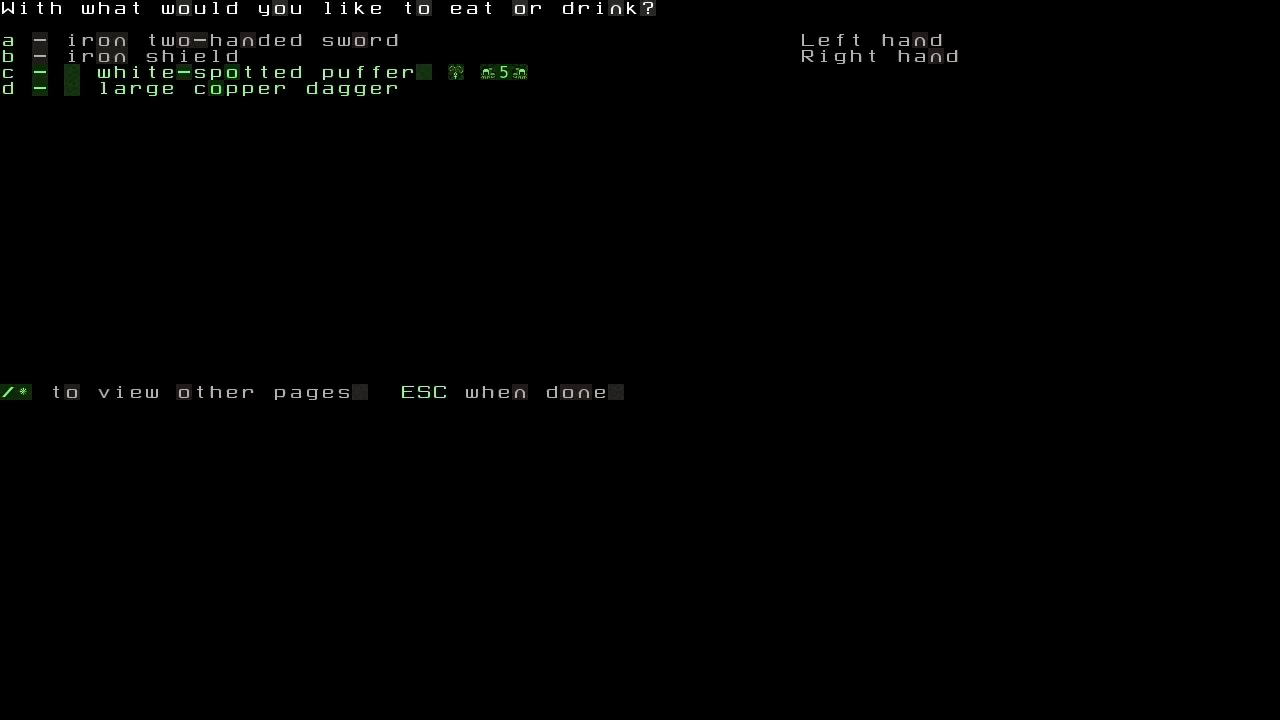 With what would you like to eat or drink?
a - iron two-handed sword Left hand
b - iron shield Right hand
c - white-spotted puffer 5
d - large copper dagger
/* to view other pages ESC when done